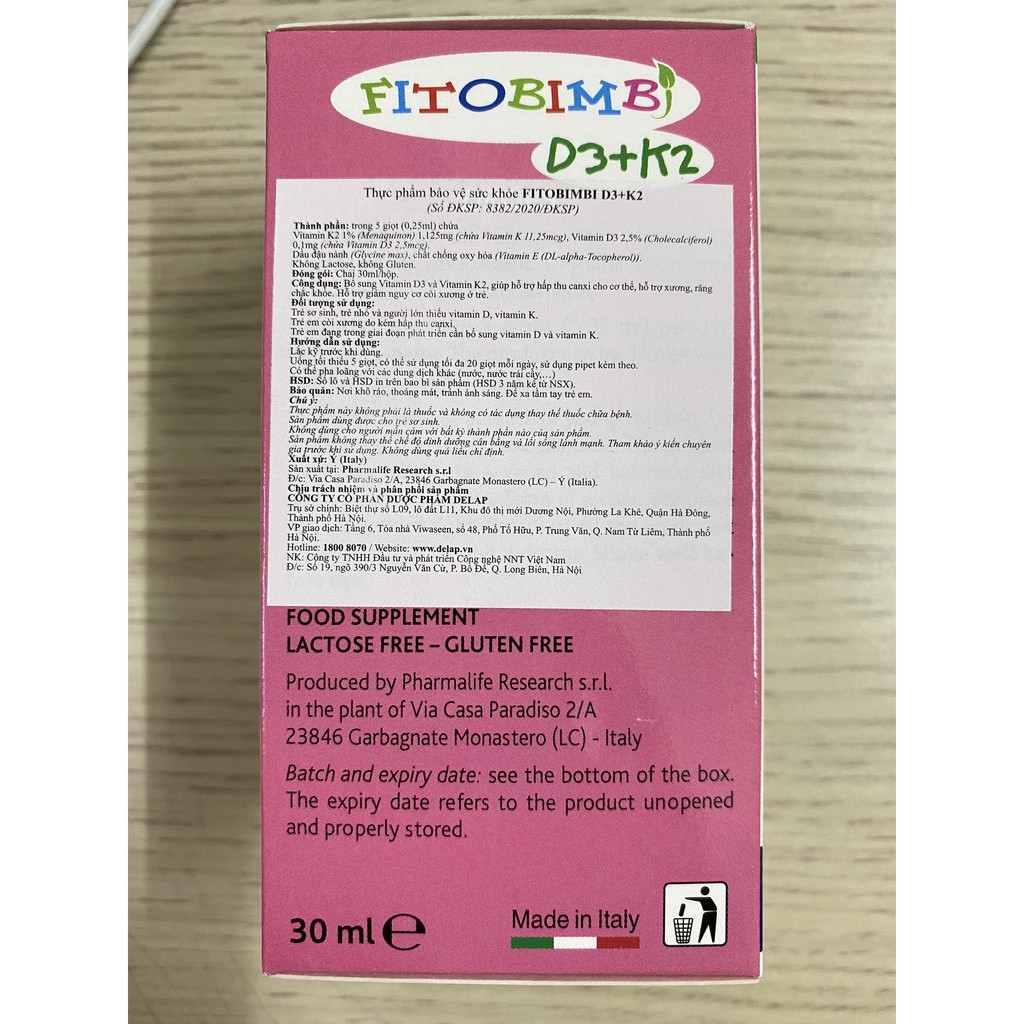 FITOBIMBi
D3+K2
Thực phẩm bảo vệ sức khỏe FITOBIMBI D3+K2
(Số ĐKSP: 8382/2020/ĐKSP)
Thành phần: trong 5 giọt (0,25ml) chứa
Vitamin K2 1% (Menaquinon) 1,125mg (chứa Vitamin K 11,25mcg), Vitamin D3 2,5% (Cholecalciferol)
0,1mg (chứa Vitamin D3 2,5mcg).
Dầu đậu nành (Glycine max), chất chống oxy hóa (Vitamin E (DL-alpha-Tocopherol)).
Không Lactose, không Gluten.
Đóng gói: Chai 30ml/hộp.
Công dụng: Bổ sung Vitamin D3 và Vitamin K2, giúp hỗ trợ hấp thu canxi cho cơ thể, hỗ trợ xương, răng
chắc khỏe. Hỗ trợ giảm nguy cơ còi xương ở trẻ.
Đối tượng sử dụng:
Trẻ sơ sinh, trẻ nhỏ và người lớn thiếu vitamin D, vitamin K.
Trẻ em còi xương do kém hấp thu canxi.
Trẻ em đang trong giai đoạn phát triển cần bổ sung vitamin D và vitamin K.
Hướng dẫn sử dụng:
Lắc kỹ trước khi dùng.
Uống tối thiểu 5 giọt, có thể sử dụng tối đa 20 giọt mỗi ngày, sử dụng pipet kèm theo.
Có thể pha loãng với các dung dịch khác (nước, nước trái cây,…)
HSD: Số lô và HSD in trên bao bì sản phẩm (HSD 3 năm kể từ NSX).
Bảo quản: Nơi khô ráo, thoáng mát, tránh ánh sáng. Để xa tầm tay trẻ em.
Chú ý:
Thực phẩm này không phải là thuốc và không có tác dụng thay thế thuốc chữa bệnh.
Sản phẩm dùng được cho trẻ sơ sinh.
Không dùng cho người mẫn cảm với bất kỳ thành phần nào của sản phẩm.
Sản phẩm không thay thế chế độ dinh dưỡng cân bằng và lối sống lành mạnh. Tham khảo ý kiến chuyên
gia trước khi sử dụng. Không dùng quá liều chỉ định.
Xuất xứ: Ý (Italy)
Sản xuất tại: Pharmalife Research s.r.l
Đ/c: Via Casa Paradiso 2/A, 23846 Garbagnate Monastero (LC) – Ý (Italia).
Chịu trách nhiệm và phân phối sản phẩm
CÔNG TY CỔ PHẦN DƯỢC PHẨM DELAP
Trụ sở chính: Biệt thự số L09, lô đất L11, Khu đô thị mới Dương Nội, Phường La Khê, Quận Hà Đông,
Thành phố Hà Nội.
VP giao dịch: Tầng 6, Tòa nhà Viwaseen, số 48, Phố Tố Hữu, P. Trung Văn, Q. Nam Từ Liêm, Thành phố
Hà Nội.
Hotline: 1800 8070 / Website: www.delap.vn
NK: Công ty TNHH Đầu tư và phát triển Công nghệ NNT Việt Nam
Đ/c: Số 19, ngõ 390/3 Nguyễn Văn Cừ, P. Bồ Đề, Q. Long Biên, Hà Nội
FOOD SUPPLEMENT
LACTOSE FREE – GLUTEN FREE
Produced by Pharmalife Research s.r.l.
in the plant of Via Casa Paradiso 2/A
23846 Garbagnate Monastero (LC) - Italy
Batch and expiry date: see the bottom of the box.
The expiry date refers to the product unopened
and properly stored.
30 ml ℮
Made in Italy